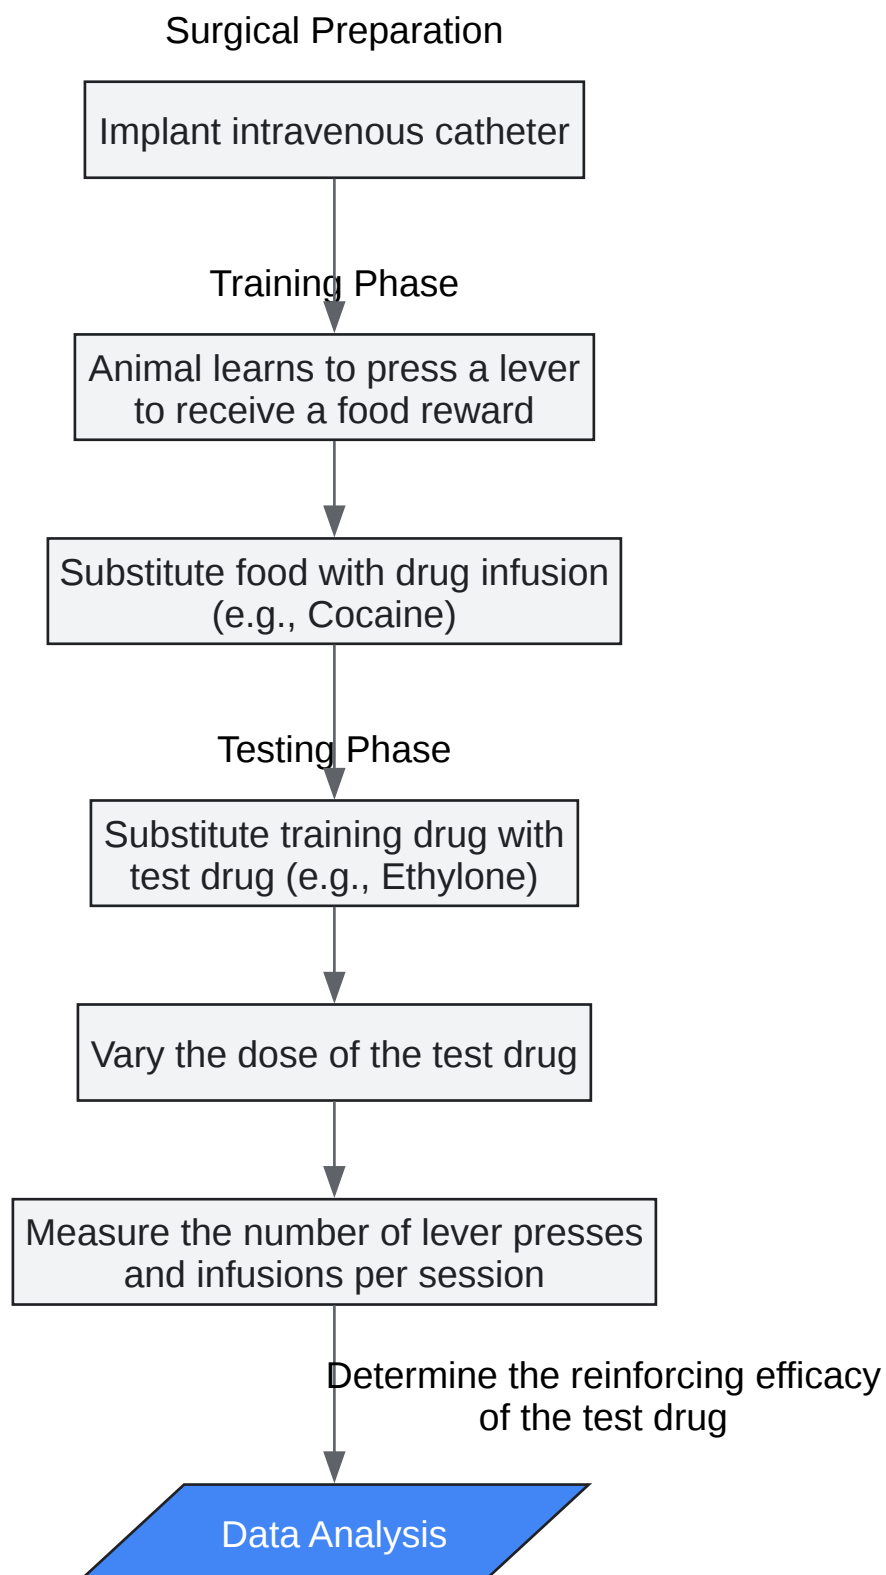 Surgical Preparation
Implant intravenous catheter
Training Phase
Animal learns to press a lever
to receive a food reward
Substitute food with drug infusion
(e.g., Cocaine)
Testing Phase
Substitute training drug with
test drug (e.g., Ethylone)
Vary the dose of the test drug
Measure the number of lever presses
and infusions per session
Determine the reinforcing efficacy
of the test drug
Data Analysis